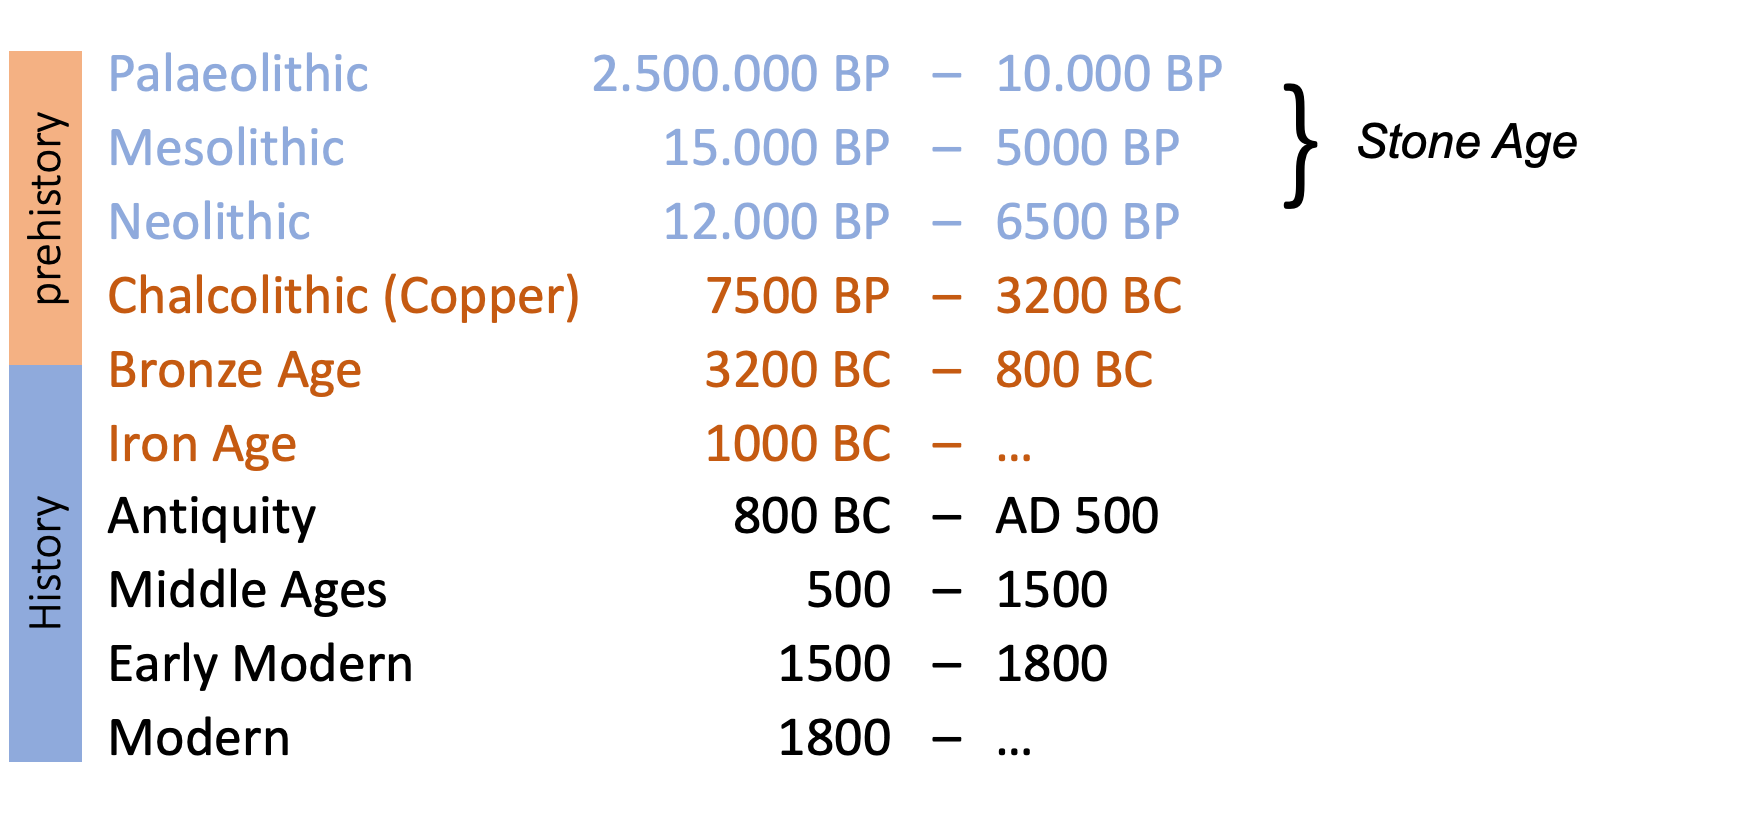 prehistory
History
Palaeolithic 2.500.000 BP – 10.000 BP
Mesolithic 15.000 BP – 5000 BP
Neolithic 12.000 BP – 6500 BP
} Stone Age
Chalcolithic (Copper) 7500 BP – 3200 BC
Bronze Age 3200 BC – 800 BC
Iron Age 1000 BC – ...
Antiquity 800 BC – AD 500
Middle Ages 500 – 1500
Early Modern 1500 – 1800
Modern 1800 – ...